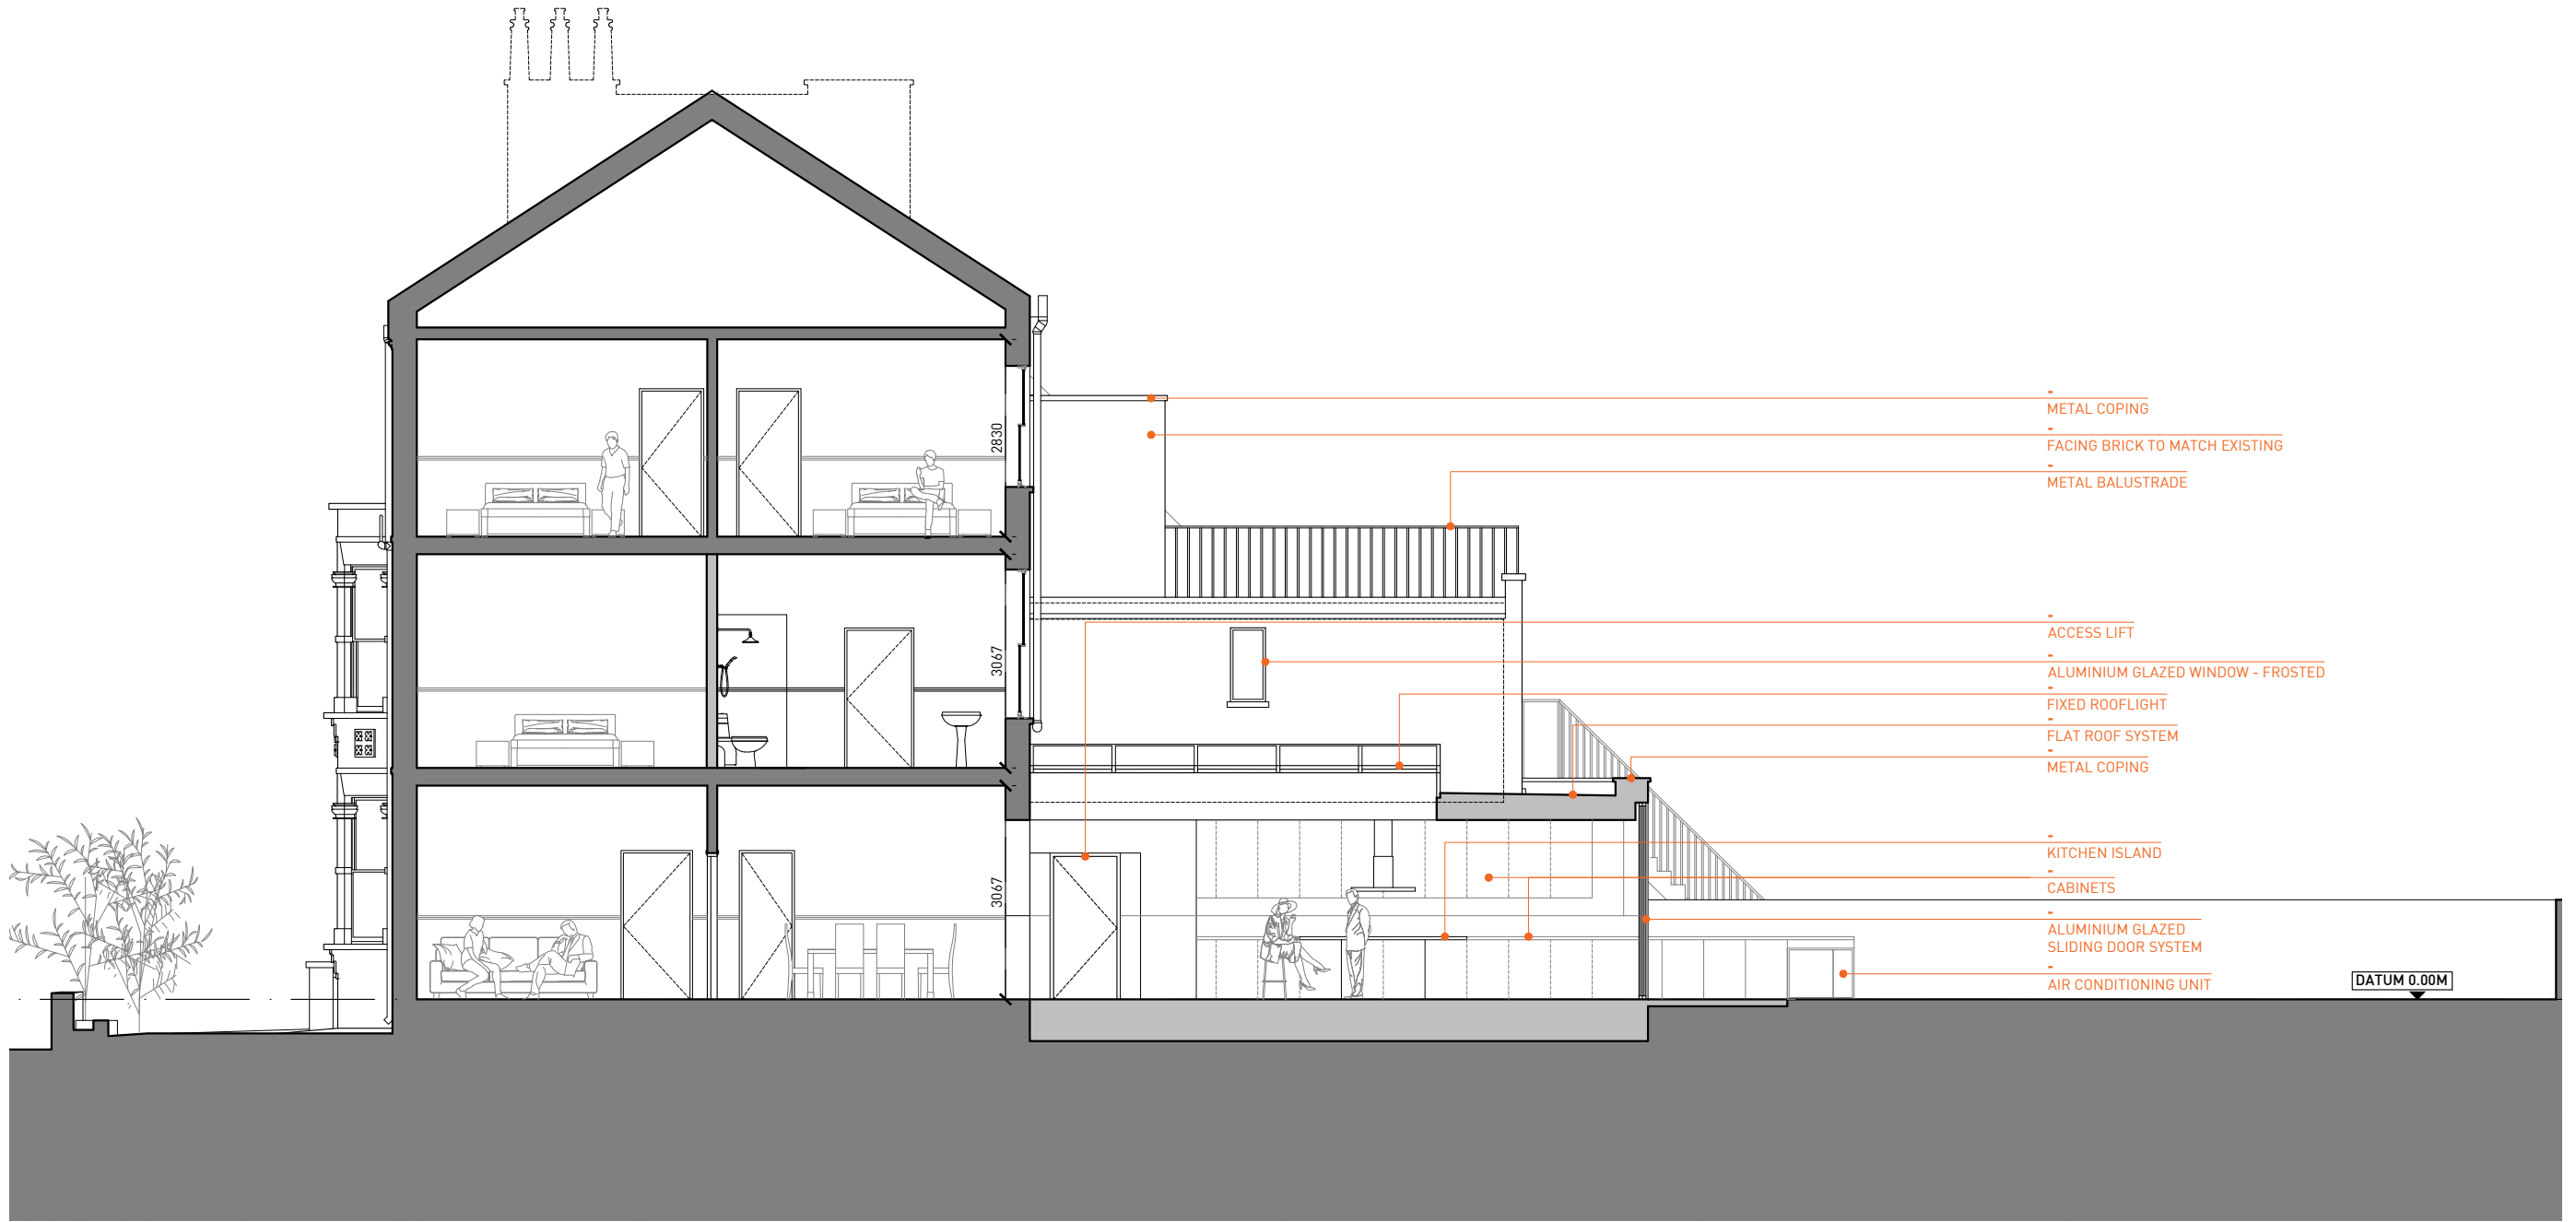 -
METAL COPING
-
FACING BRICK TO MATCH EXISTING
-
METAL BALUSTRADE
2830
-
ACCESS LIFT
-
ALUMINIUM GLAZED WINDOW - FROSTED
3067
-
FIXED ROOFLIGHT
-
FLAT ROOF SYSTEM
-
METAL COPING
-
KITCHEN ISLAND
-
CABINETS
3067
-
ALUMINIUM GLAZED
SLIDING DOOR SYSTEM
-
AIR CONDITIONING UNIT
DATUM 0.00M